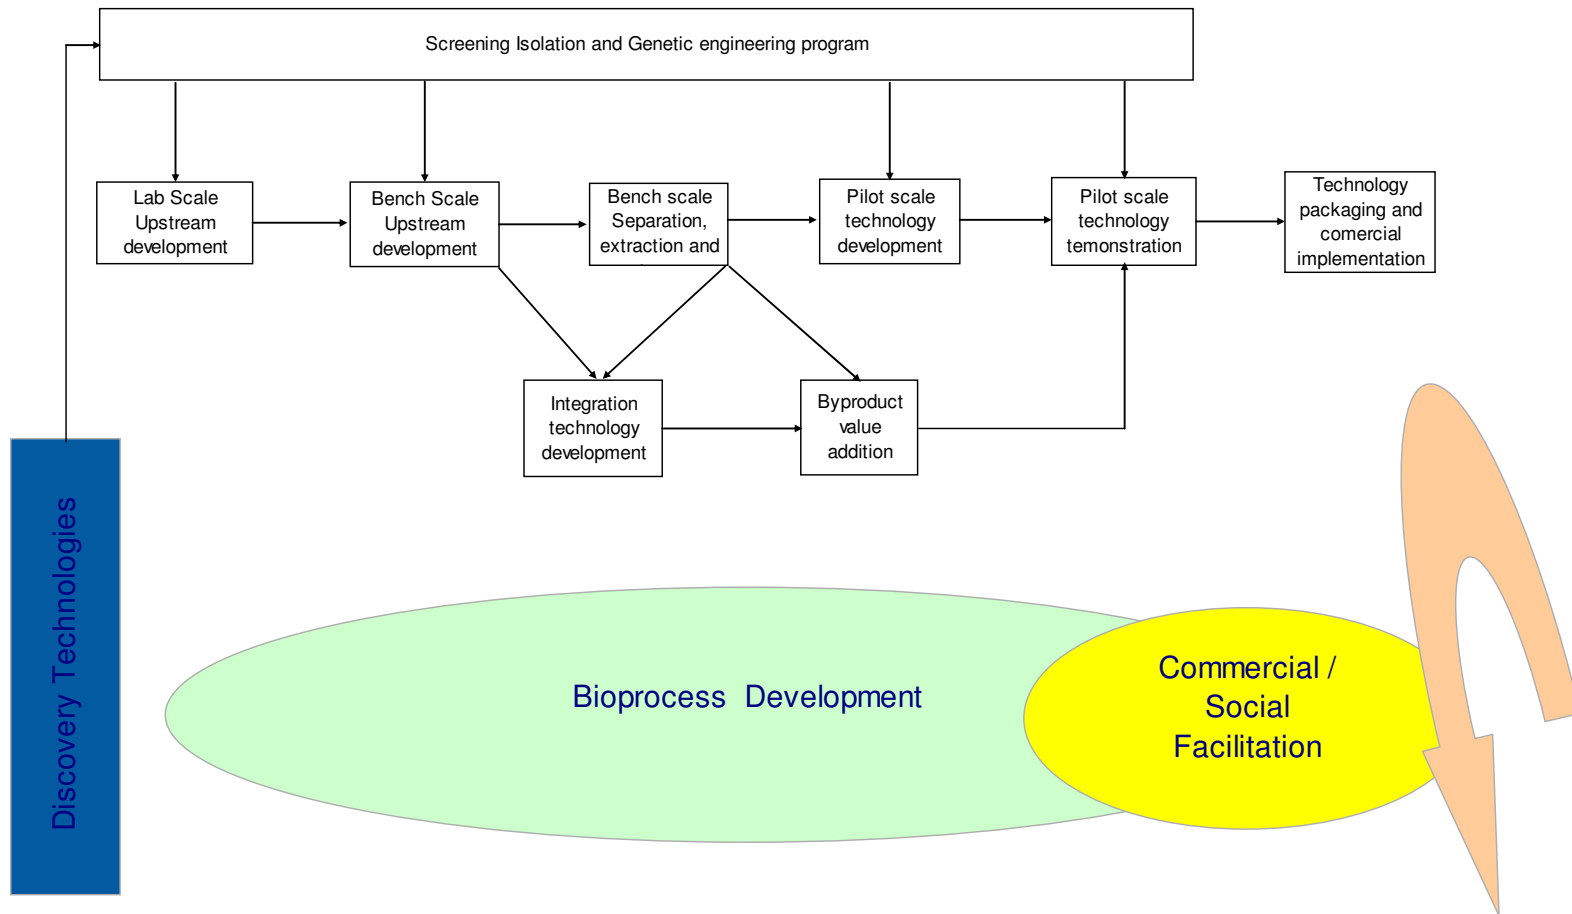 Screening Isolation and Genetic engineering program
Lab Scale
Upstream
development
Bench Scale
Upstream
development
Bench scale
Separation,
extraction and
Pilot scale
technology
development
Pilot scale
technology
temonstration
Technology
packaging and
comercial
implementation
Integration
technology
development
Byproduct
value
addition
Discovery Technologies
Bioprocess Development
Commercial /
Social
Facilitation